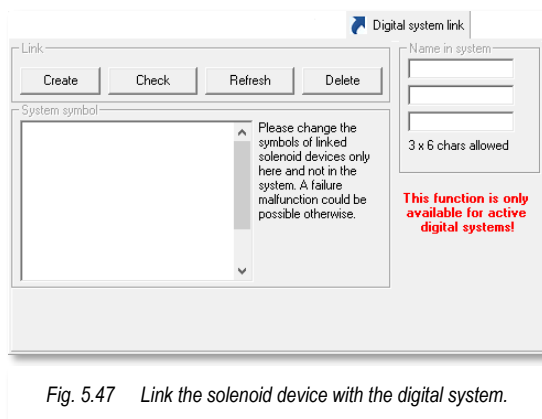 Digital system link
Link
Create Check Refresh Delete
System symbol
Please change the
symbols of linked
solenoid devices only
here and not in the
system. A failure
malfunction could be
possible otherwise.
Name in system
3 x 6 chars allowed
This function is only
available for active
digital systems!
Fig. 5.47 Link the solenoid device with the digital system.